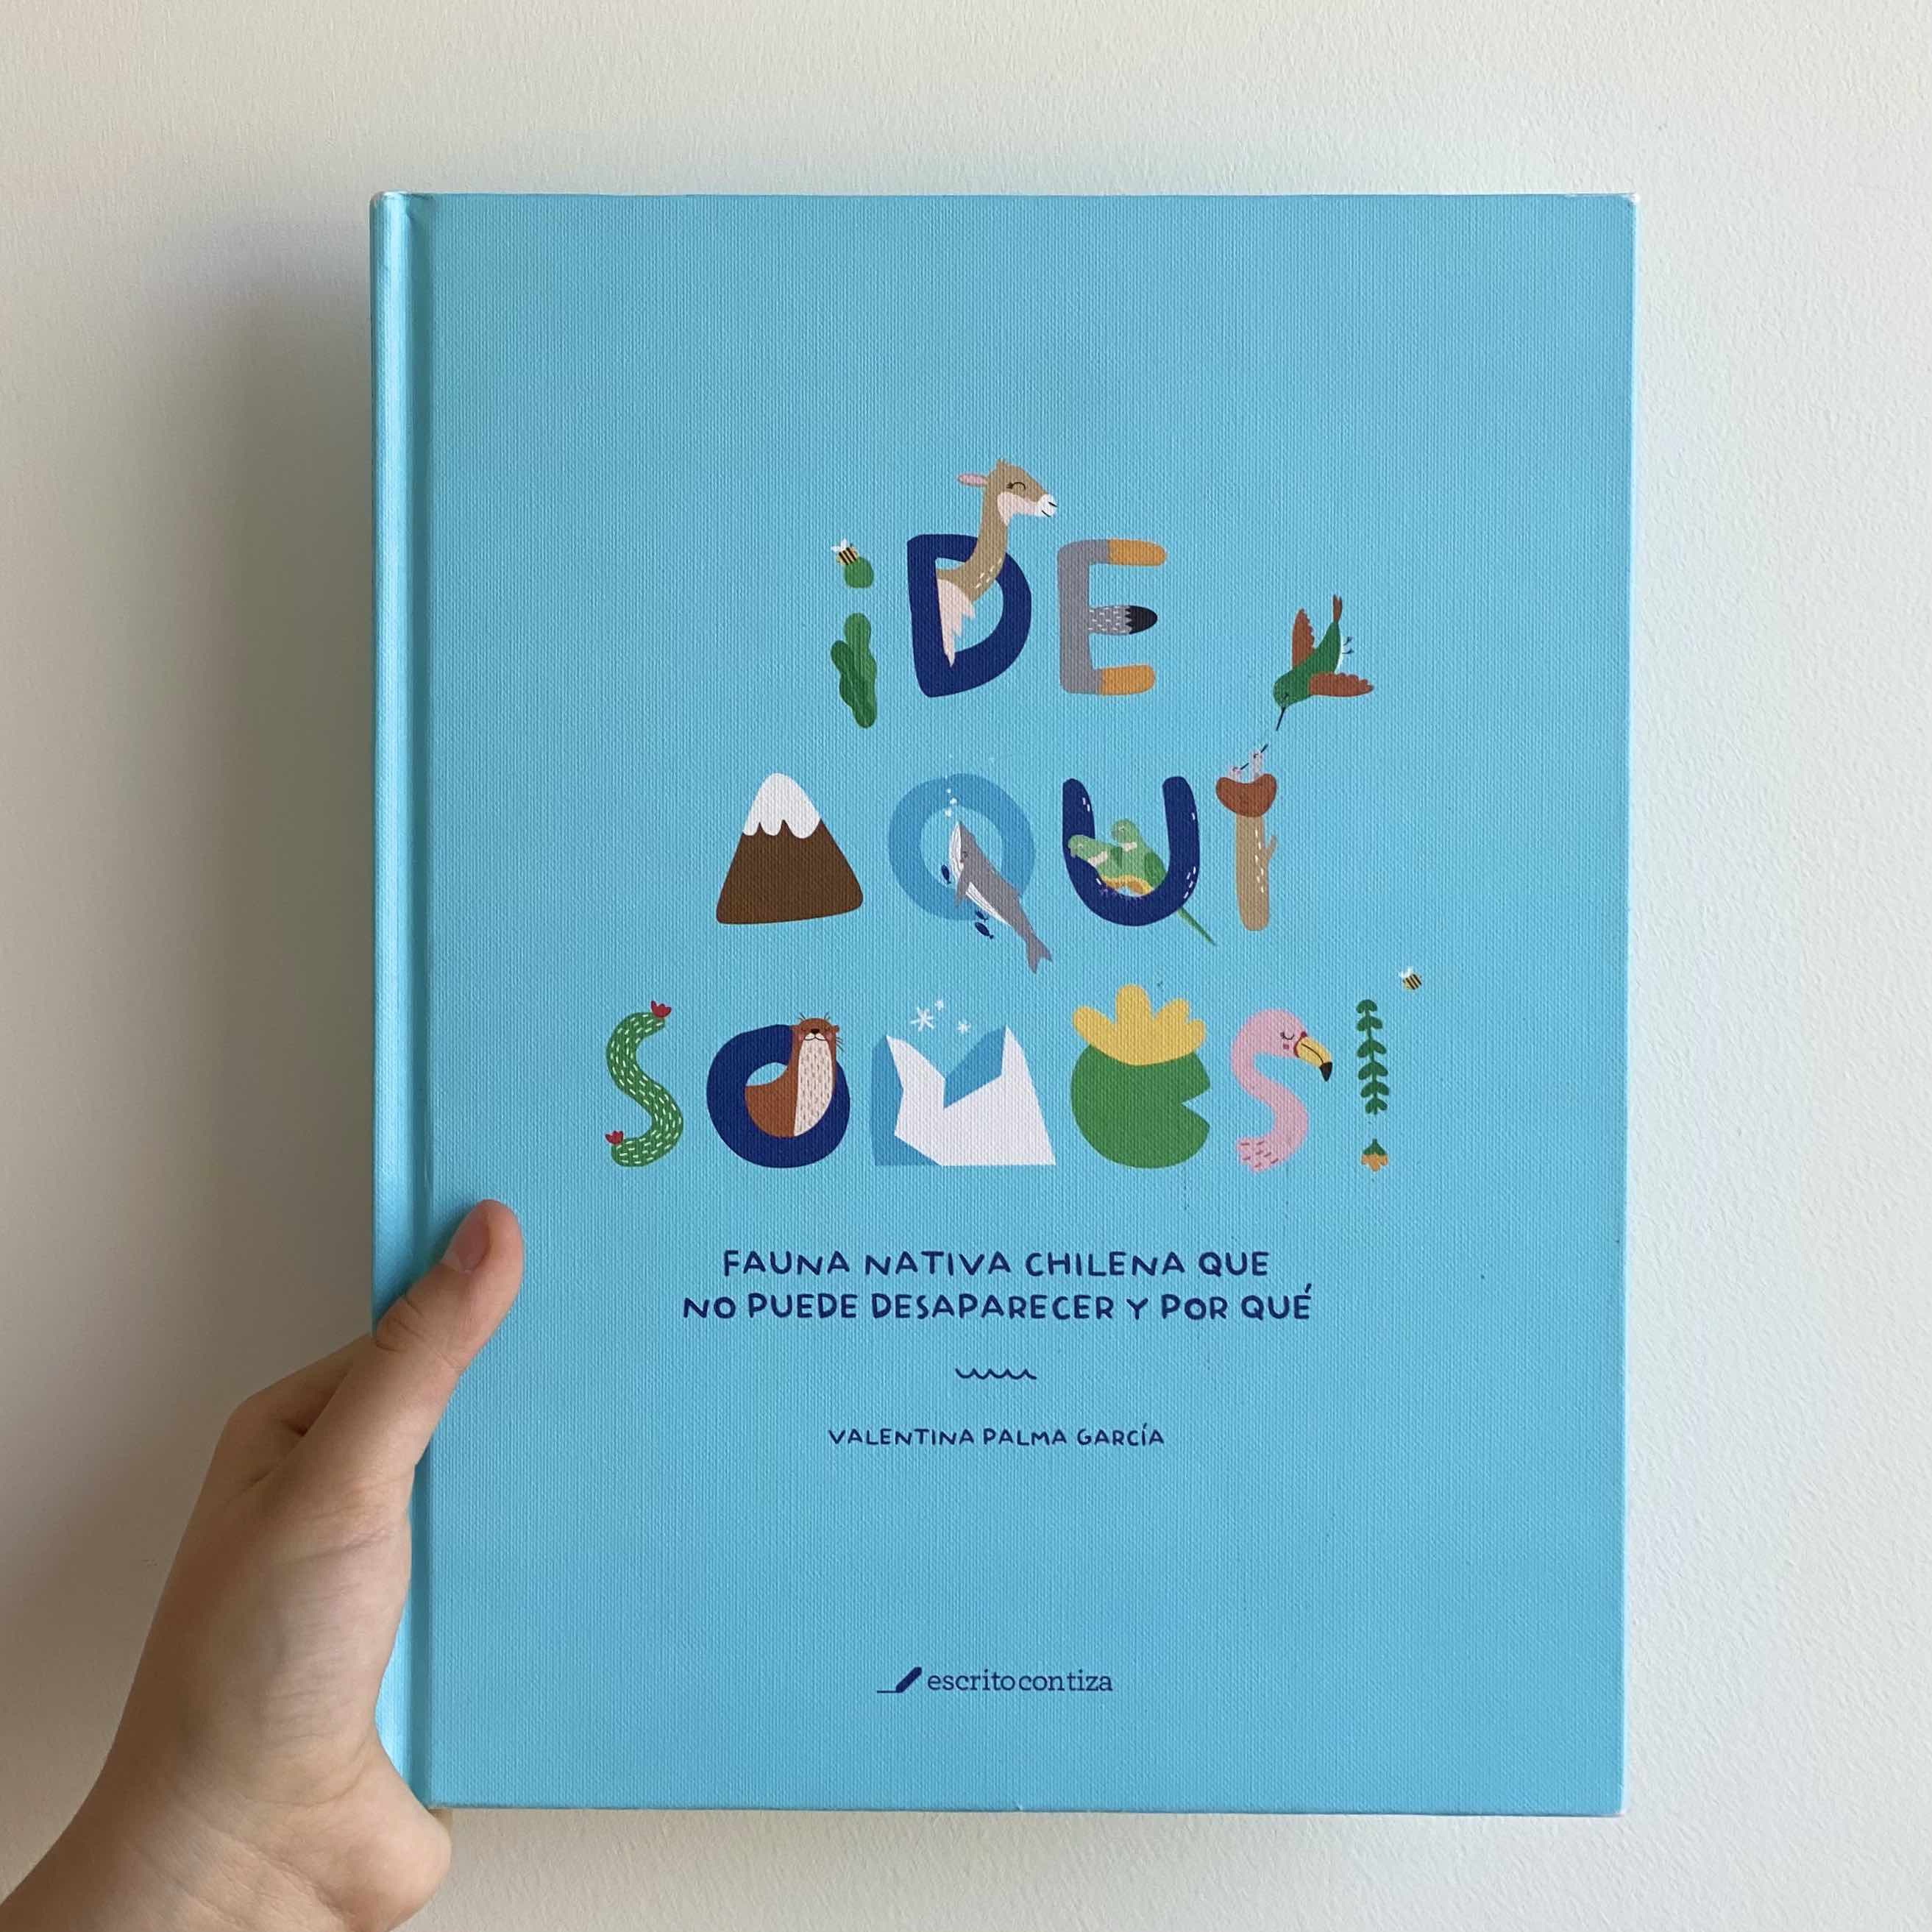 ¡DE
AQUÍ
SOMOS!
FAUNA NATIVA CHILENA QUE
NO PUEDE DESAPARECER Y POR QUÉ
VALENTINA PALMA GARCÍA
escritocontiza